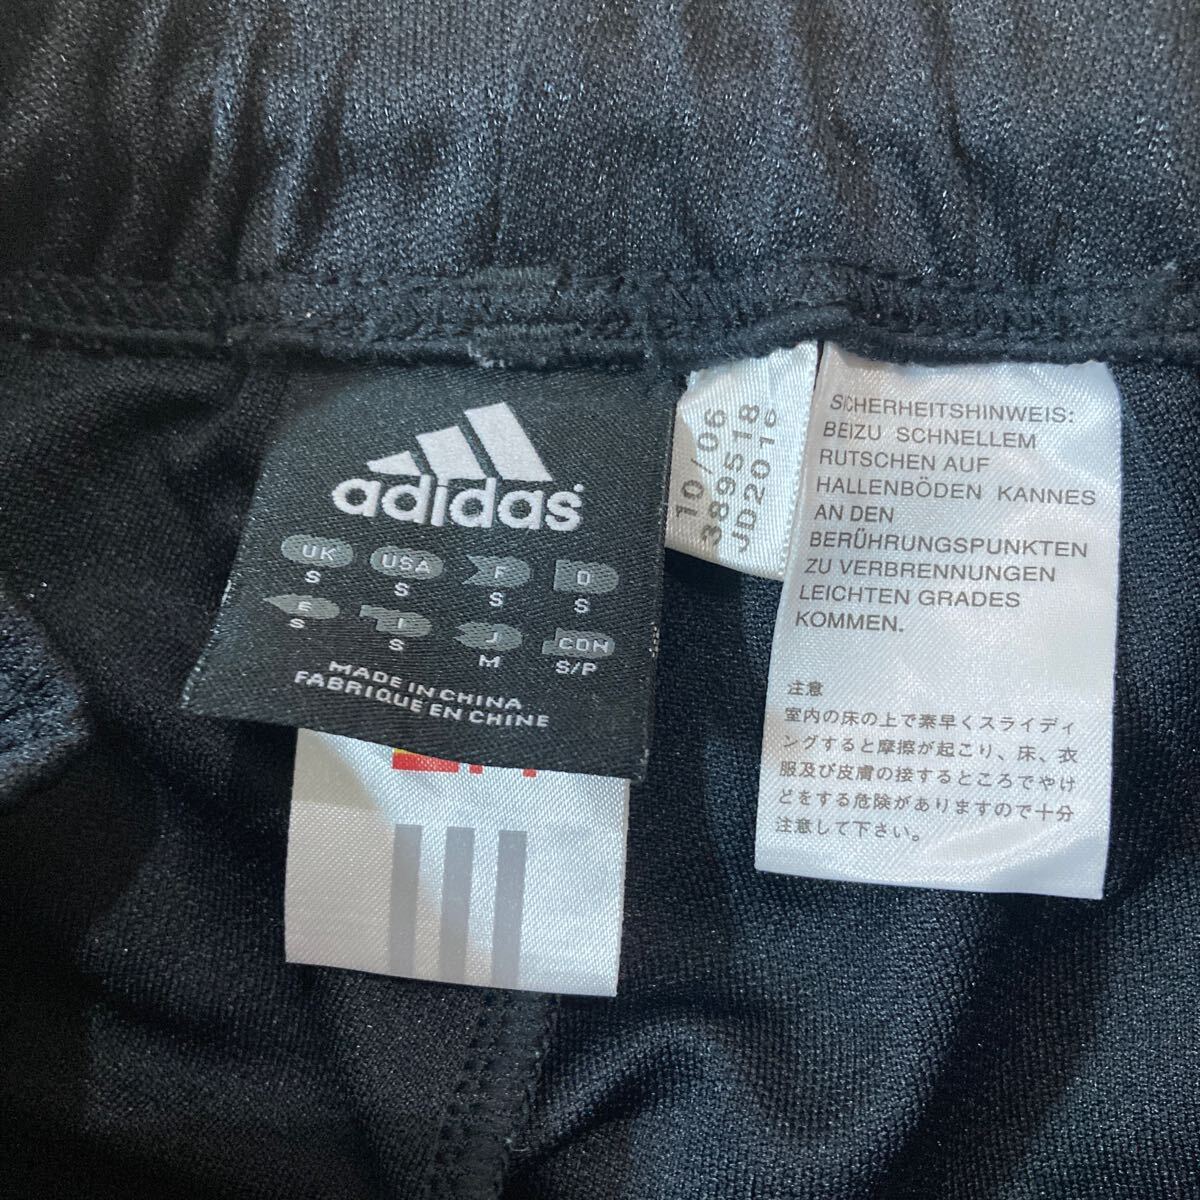 adidas
UK USA F D
S S S S
E I J CDN
S S M S/P
MADE IN CHINA
FABRIQUE EN CHINE
10/06
389518
JD2016
SICHERHEITSHINWEIS:
BEIZU SCHNELLEM
RUTSCHEN AUF
HALLENBÖDEN KANNES
AN DEN
BERÜHRUNGSPUNKTEN
ZU VERBRENNUNGEN
LEICHTEN GRADES
KOMMEN.
注意
室内の床の上で素早くスライディ
ングすると摩擦が起こり、床、衣
服及び皮膚の接するところでやけ
どをする危険がありますので十分
注意して下さい。